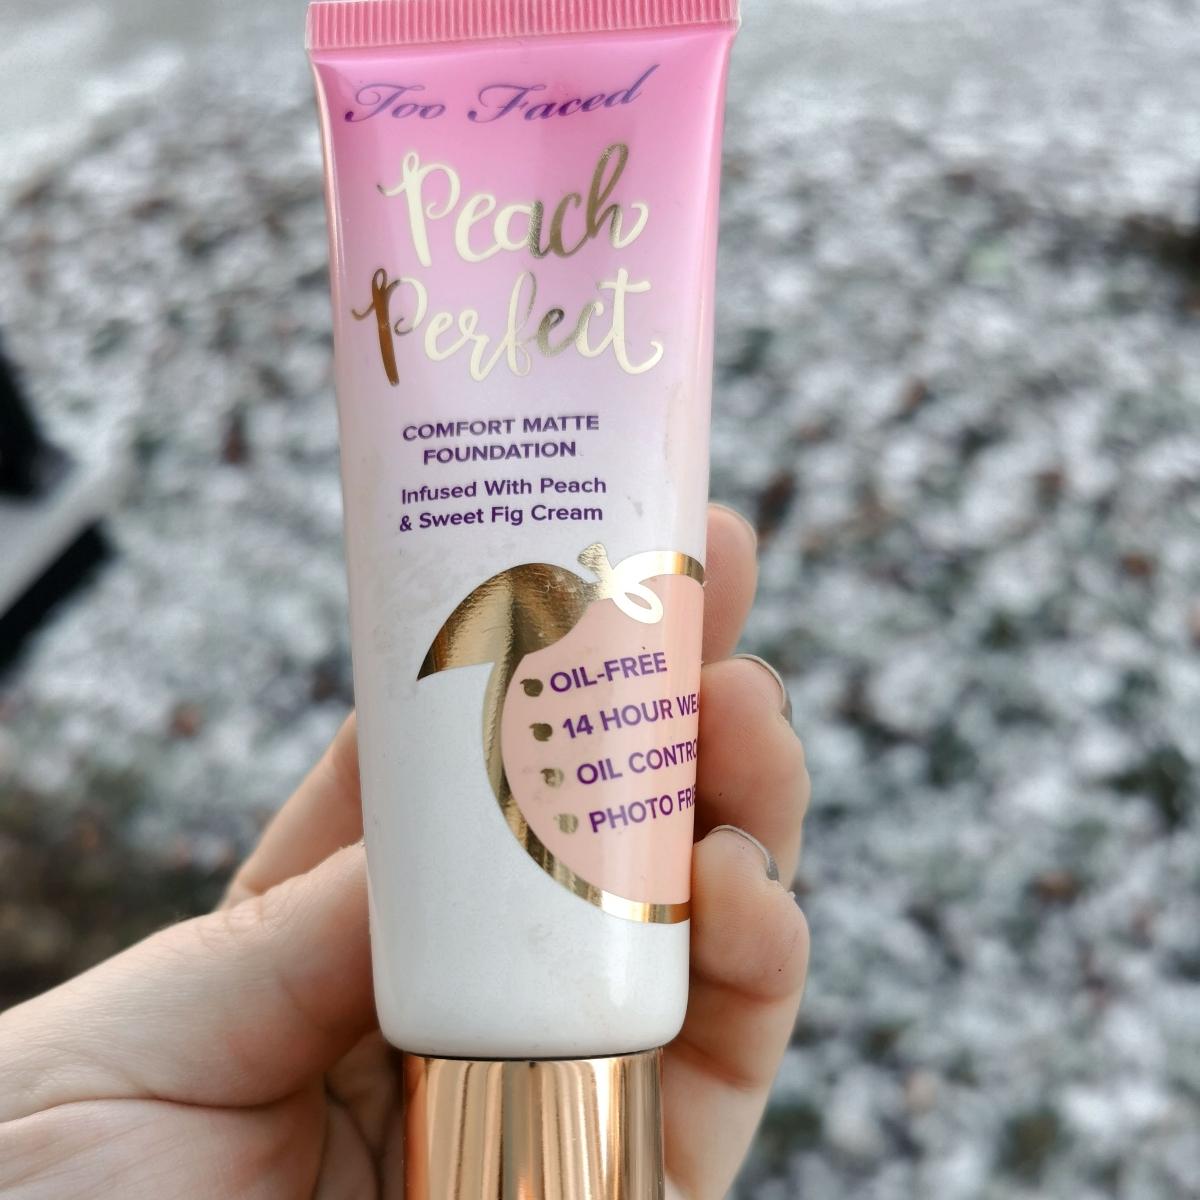 Too Faced
Peach
Perfect
COMFORT MATTE
FOUNDATION
Infused With Peach
& Sweet Fig Cream
OIL-FREE
14 HOUR
OIL
PHOTO